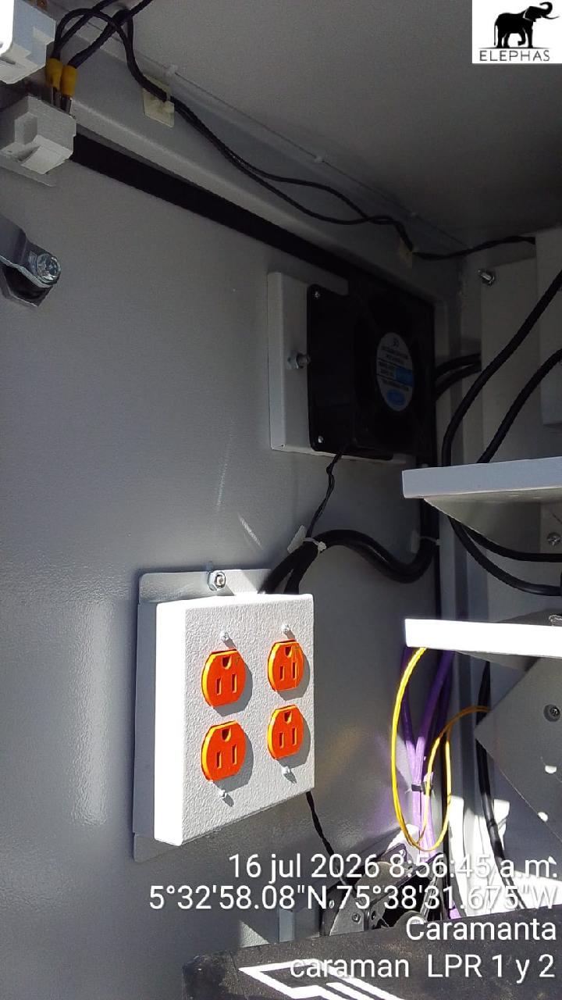 ELEPHAS
16 jul 2026 8:56:45 a.m.
5°32'58.08"N 75°38'31.675"W
Caramanta
caraman LPR 1 y 2